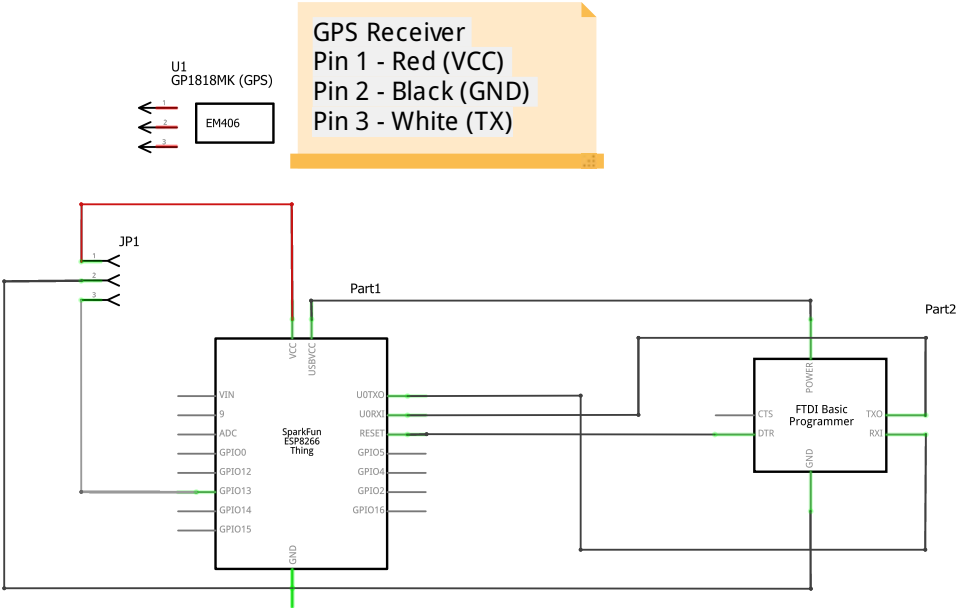 GPS Receiver
Pin 1 - Red (VCC)
Pin 2 - Black (GND)
Pin 3 - White (TX)
U1
GP1818MK (GPS)
1
2
3
EM406
JP1
1
2
3
Part1
Part2
VCC
USBVCC
VIN
9
ADC
GPIO0
GPIO12
GPIO13
GPIO14
GPIO15
SparkFun
ESP8266
Thing
U0TXO
U0RXI
RESET
GPIO5
GPIO4
GPIO2
GPIO16
GND
POWER
CTS
DTR
FTDI Basic
Programmer
TXO
RXI
GND